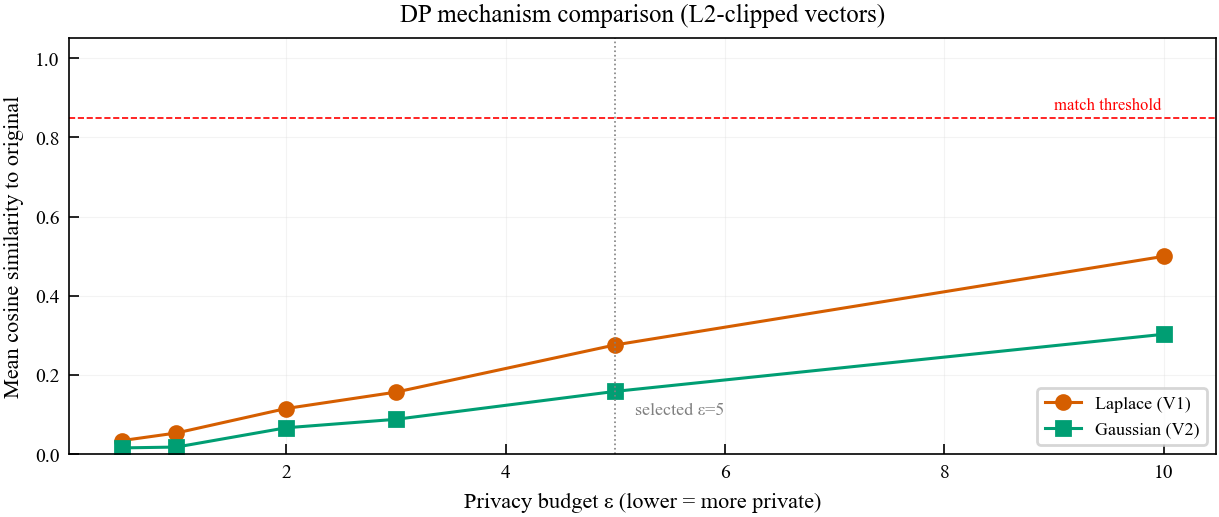 DP mechanism comparison (L2-clipped vectors)
Mean cosine similarity to original
1.0
0.8
0.6
0.4
0.2
0.0
match threshold
selected ε=5
Laplace (V1)
Gaussian (V2)
2
4
6
8
10
Privacy budget ε (lower = more private)